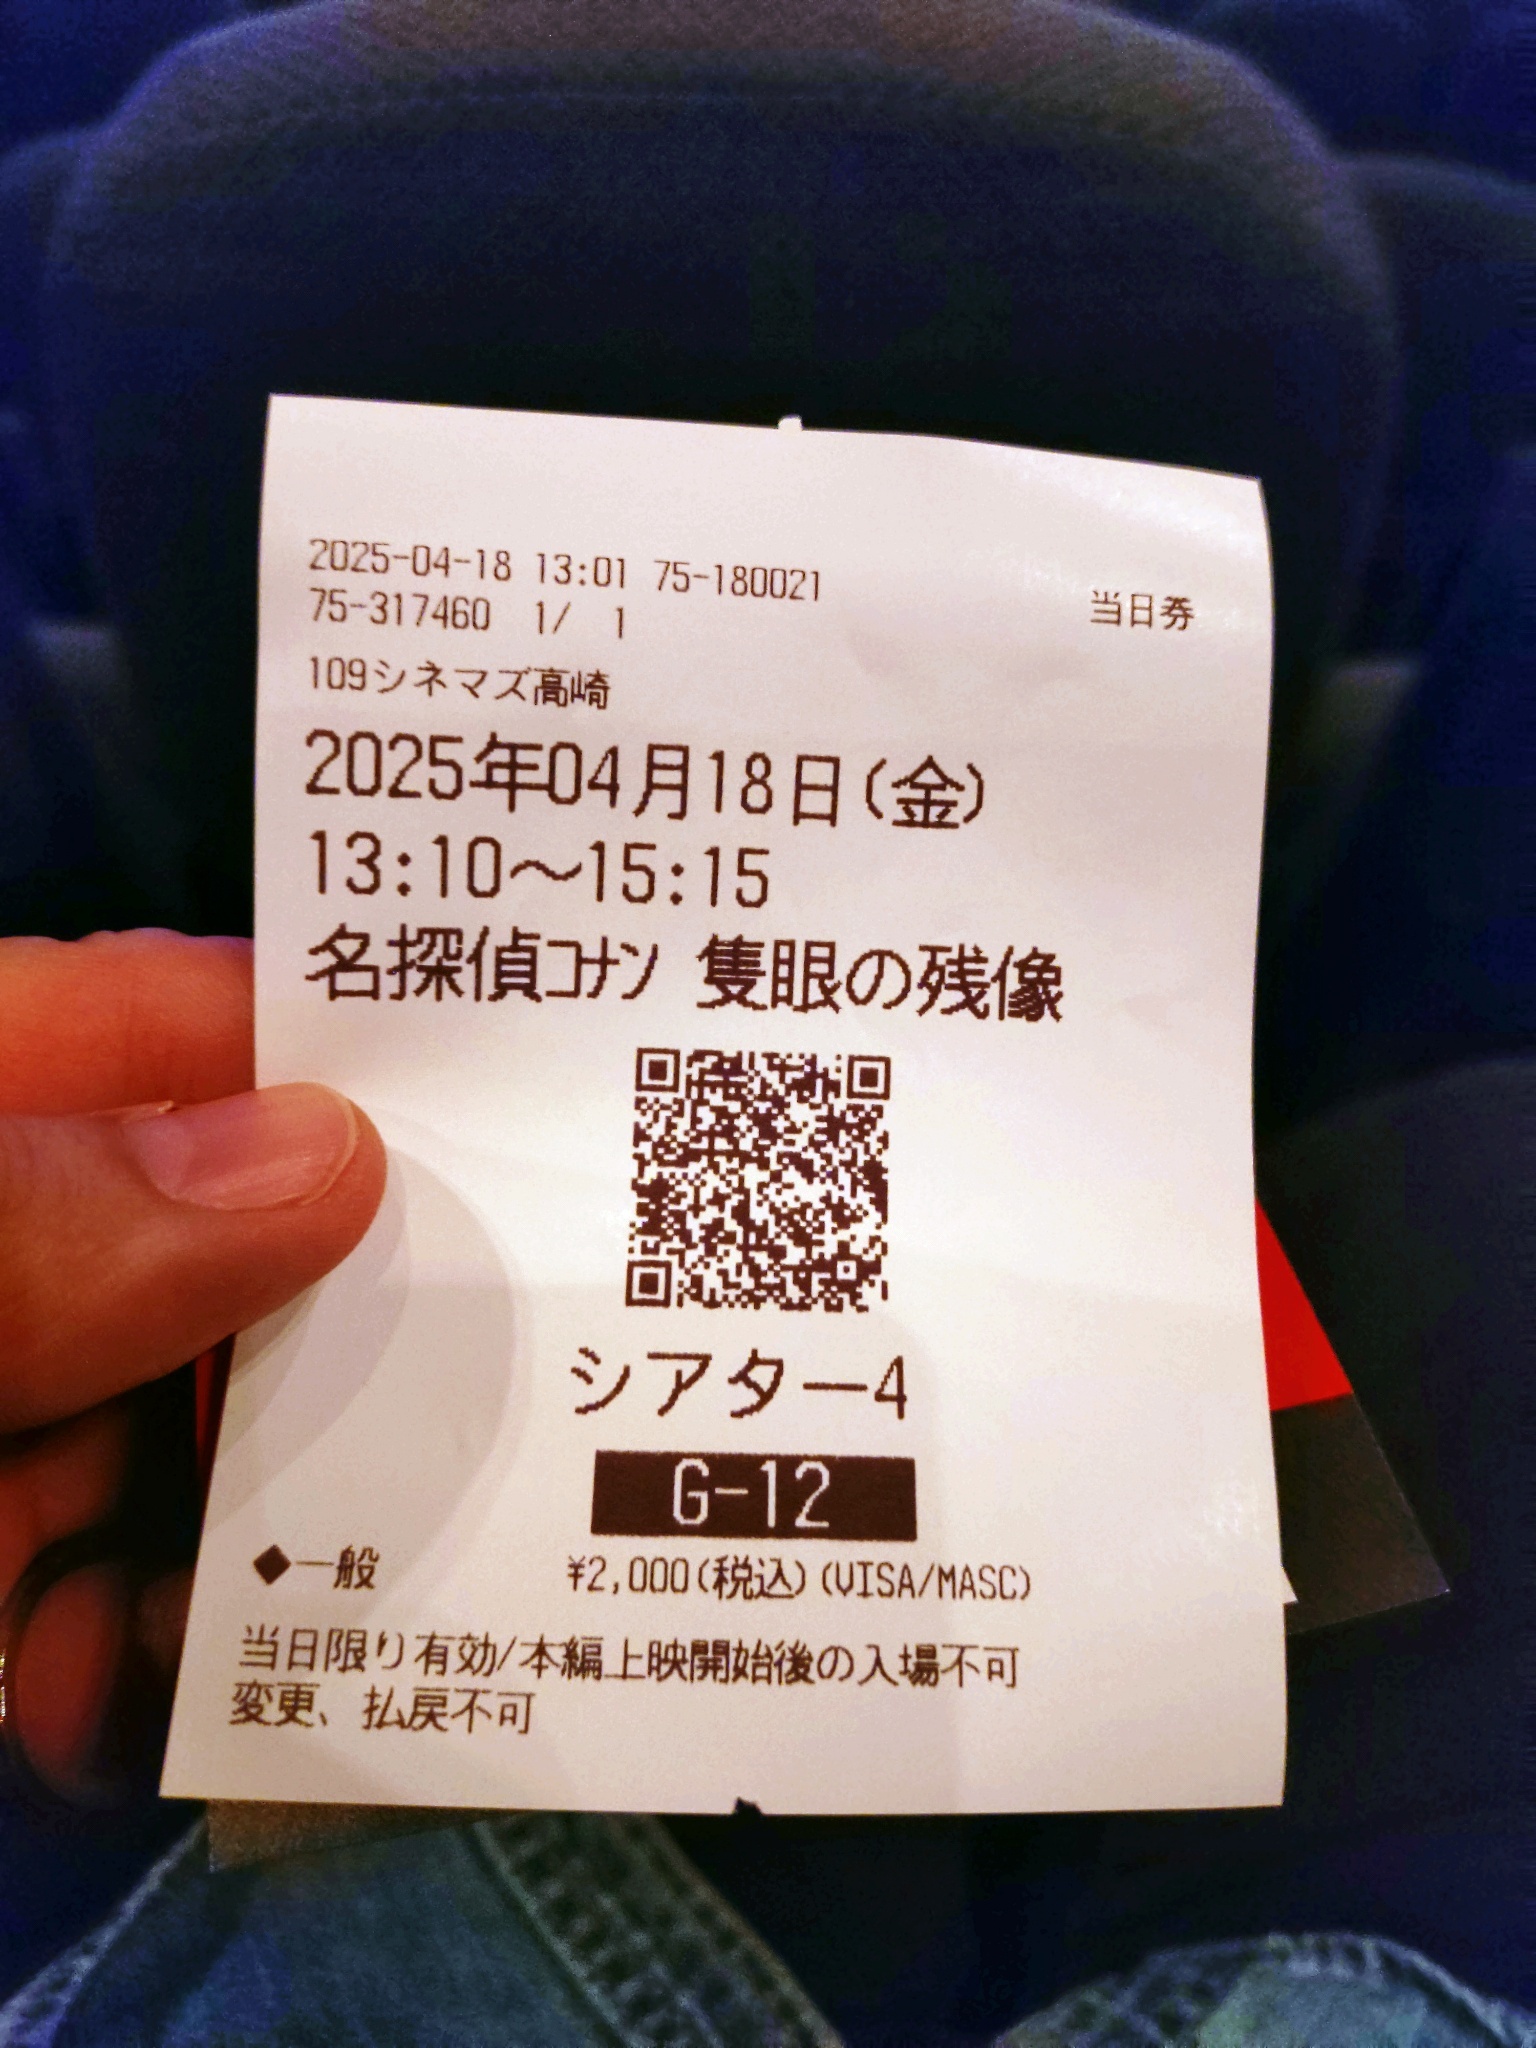 2025-04-18 13:01 75-180021
75-317460 1/ 1
当日券
109シネマズ高崎
2025年04月18日(金)
13:10〜15:15
名探偵コナン 隻眼の残像
シアター4
G-12
◆一般 ¥2,000(税込)(VISA/MASC)
当日限り有効/本編上映開始後の入場不可
変更、払戻不可